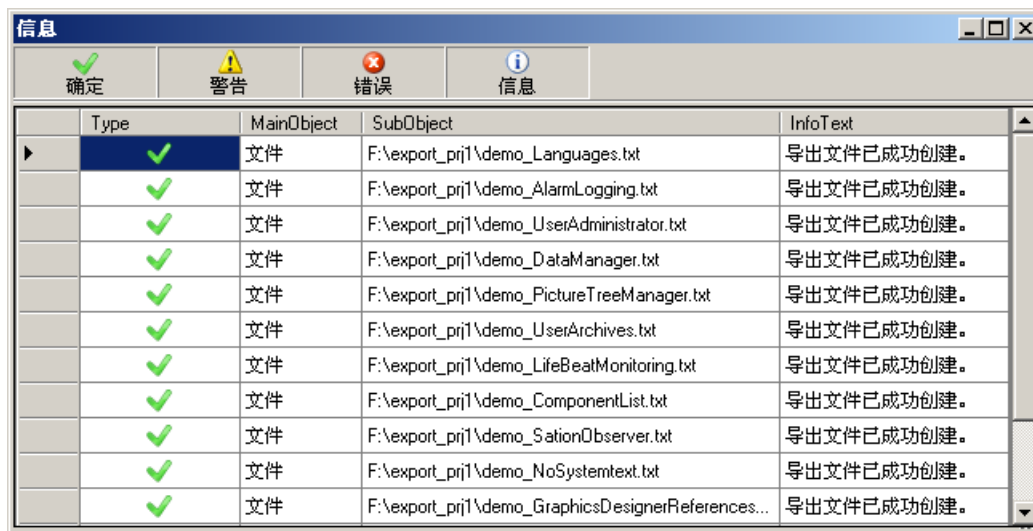 信息
确定 警告 错误 信息
Type MainObject SubObject InfoText
文件 F:\export_prj1\demo_Languages.txt 导出文件已成功创建。
文件 F:\export_prj1\demo_AlarmLogging.txt 导出文件已成功创建。
文件 F:\export_prj1\demo_UserAdministrator.txt 导出文件已成功创建。
文件 F:\export_prj1\demo_DataManager.txt 导出文件已成功创建。
文件 F:\export_prj1\demo_PictureTreeManager.txt 导出文件已成功创建。
文件 F:\export_prj1\demo_UserArchives.txt 导出文件已成功创建。
文件 F:\export_prj1\demo_LifeBeatMonitoring.txt 导出文件已成功创建。
文件 F:\export_prj1\demo_ComponentList.txt 导出文件已成功创建。
文件 F:\export_prj1\demo_SationObserver.txt 导出文件已成功创建。
文件 F:\export_prj1\demo_NoSystemtext.txt 导出文件已成功创建。
文件 F:\export_prj1\demo_GraphicsDesignerReferences... 导出文件已成功创建。